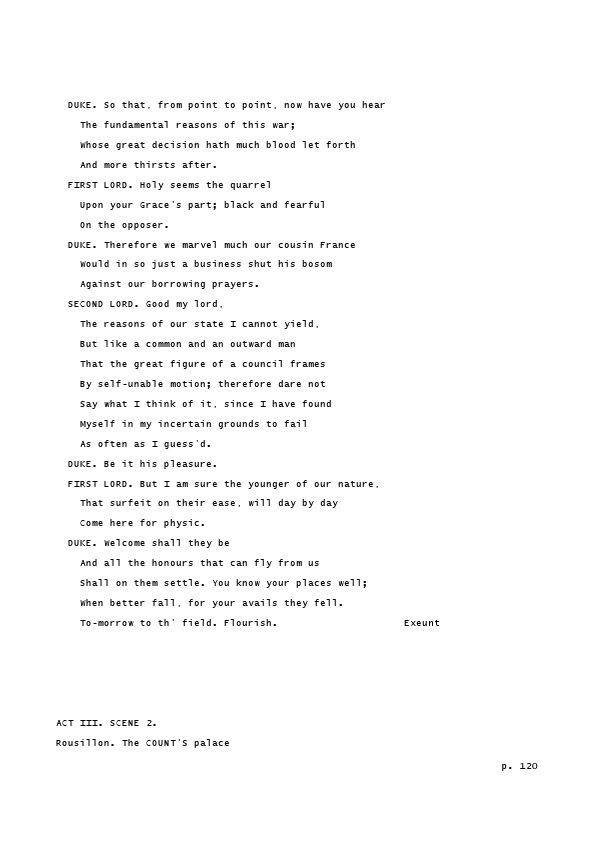 DUKE. So that, from point to point, now have you hear
The fundamental reasons of this war;
Whose great decision hath much blood let forth
And more thirsts after.
FIRST LORD. Holy seems the quarrel
Upon your Grace's part; black and fearful
On the opposer.
DUKE. Therefore we marvel much our cousin France
Would in so just a business shut his bosom
Against our borrowing prayers.
SECOND LORD. Good my lord,
The reasons of our state I cannot yield,
But like a common and an outward man
That the great figure of a council frames
By self-unable motion; therefore dare not
Say what I think of it, since I have found
Myself in my incertain grounds to fail
As often as I guess'd.
DUKE. Be it his pleasure.
FIRST LORD. But I am sure the younger of our nature,
That surfeit on their ease, will day by day
Come here for physic.
DUKE. Welcome shall they be
And all the honours that can fly from us
Shall on them settle. You know your places well;
When better fall, for your avails they fell.
To-morrow to th' field. Flourish. Exeunt
ACT III. SCENE 2.
Rousillon. The COUNT'S palace
p. 120